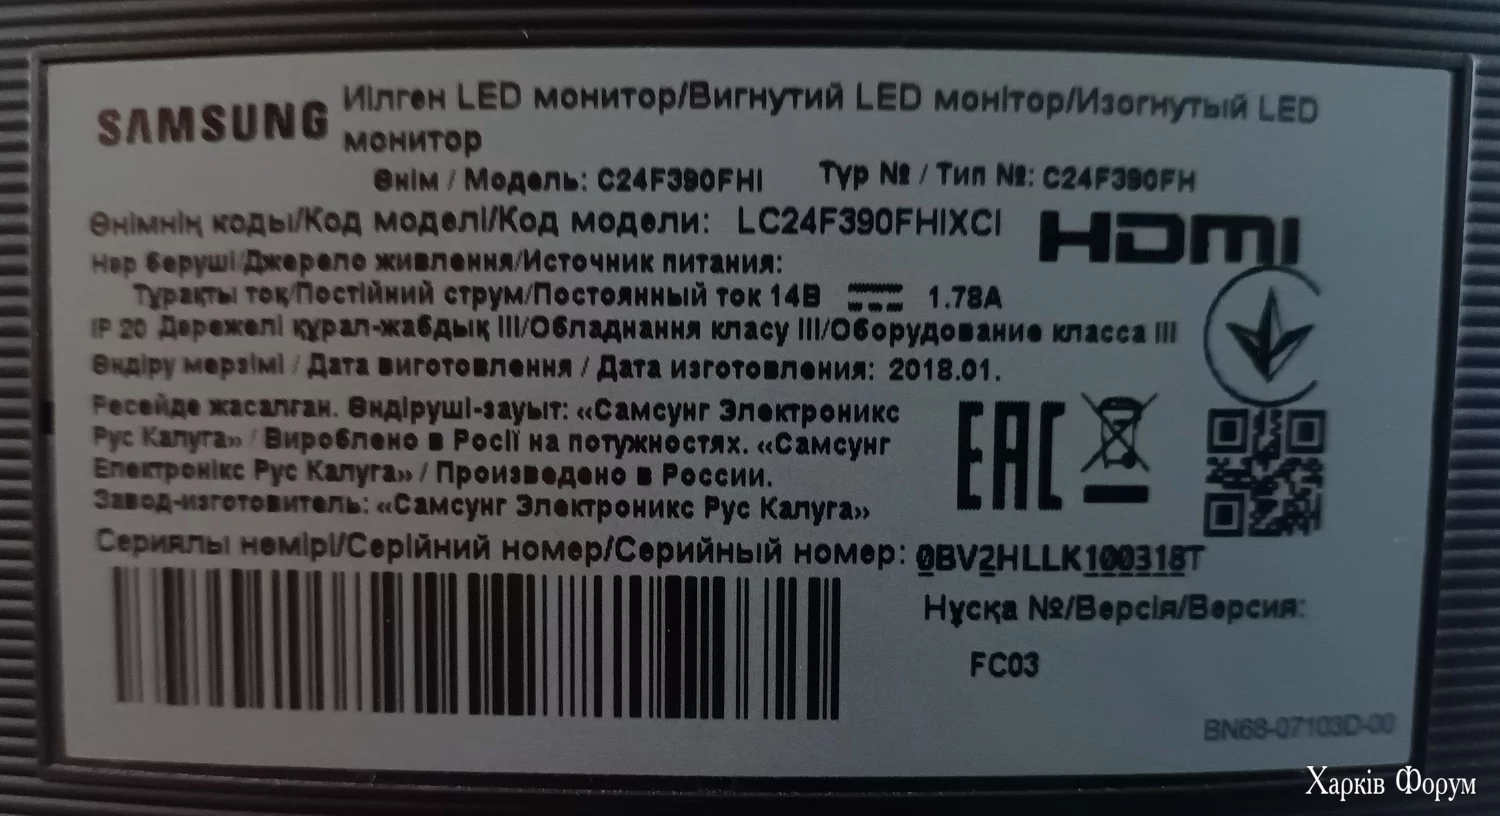 SAMSUNG Иілген LED монитор/Вигнутий LED монітор/Изогнутый LED
монитор
Өнім / Модель: C24F390FHI Түр № / Тип №: C24F390FH
Өнімнің коды/Код моделі/Код модели: LC24F390FHIXCI
HDMI
Нәр беруші/Джерело живлення/Источник питания:
Тұрақты ток/Постійний струм/Постоянный ток 14В 1.78A
IP 20 Дәрежелі құрал-жабдық III/Обладнання класу III/Оборудование класса III
Өндіру мерзімі / Дата виготовлення / Дата изготовления: 2018.01.
Ресейде жасалған. Өндіруші-зауыт: «Самсунг Электроникс
Рус Калуга» / Вироблено в Росії на потужностях. «Самсунг
Електронікс Рус Калуга» / Произведено в России.
Завод-изготовитель: «Самсунг Электроникс Рус Калуга»
EAC
Сериялы нөмірі/Серійний номер/Серийный номер: 0BV2HLLK100318T
Нұсқа №/Версія/Версия:
FC03
BN68-07103D-00
Харків Форум